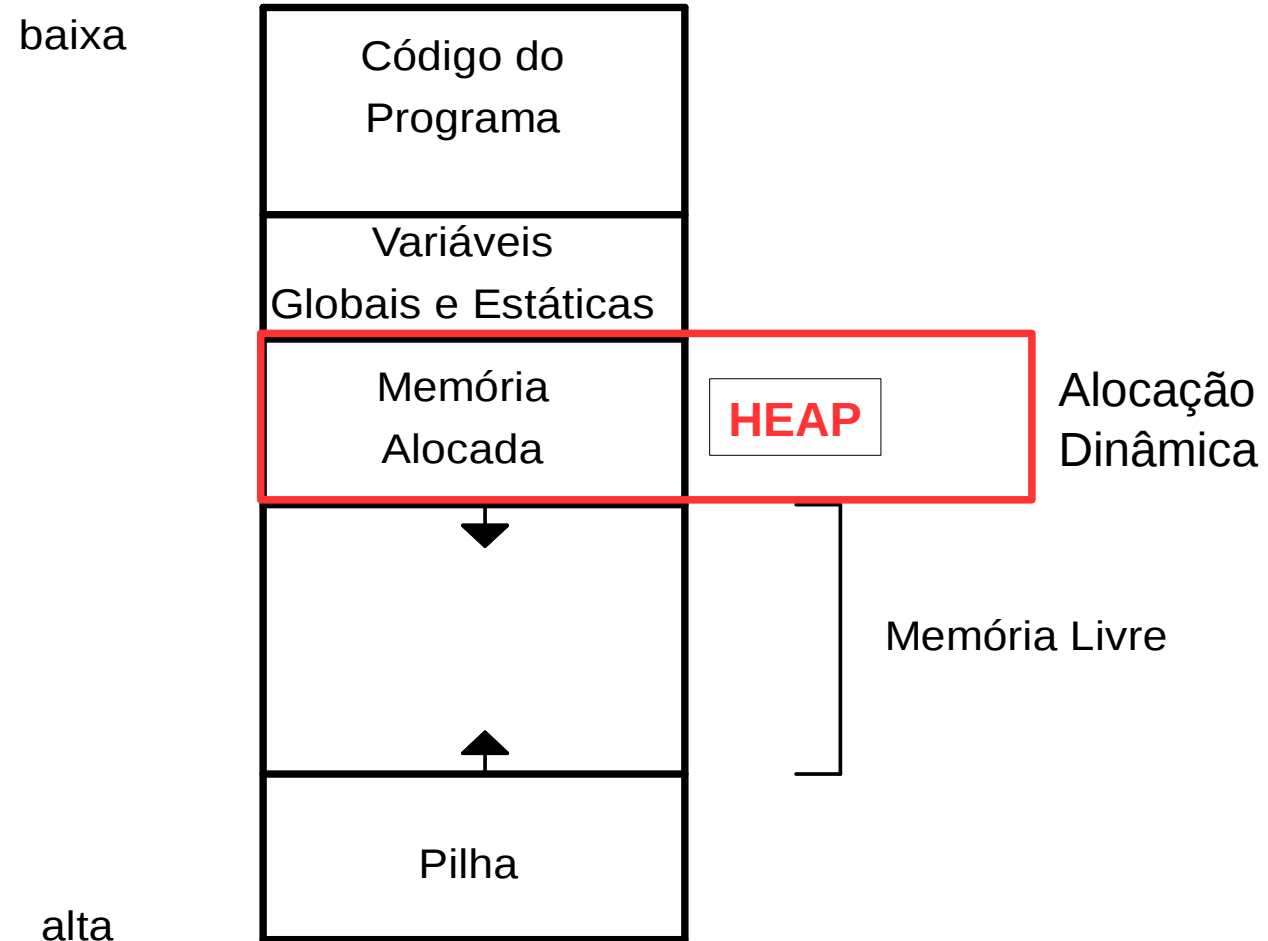 baixa
Código do
Programa
Variáveis
Globais e Estáticas
Memória
Alocada
HEAP
Alocação
Dinâmica
Memória Livre
Pilha
alta